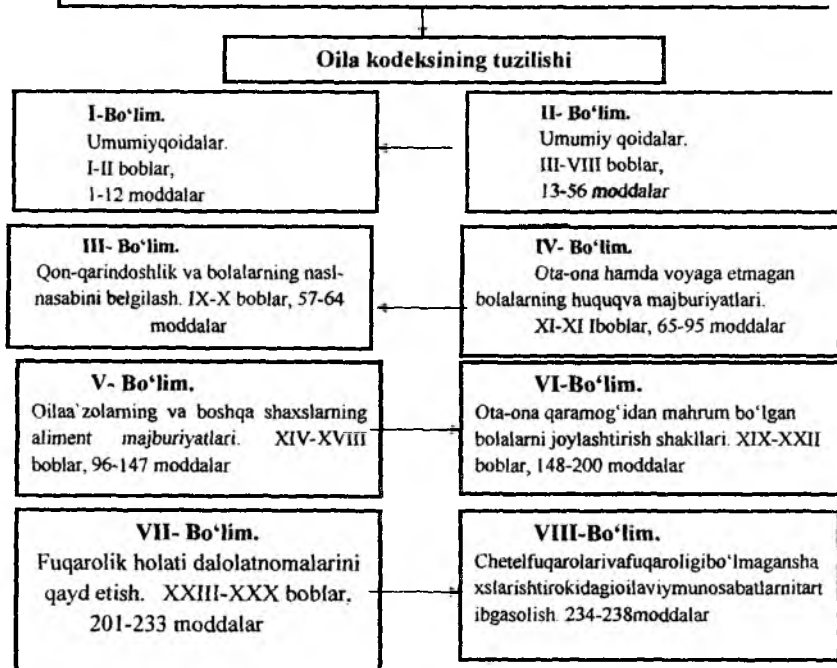 Oila kodeksining tuzilishi
I-Bo‘lim.
Umumiyqoidalar.
I-II boblar,
1-12 moddalar
II- Bo‘lim.
Umumiy qoidalar.
III-VIII boblar,
13-56 moddalar
III- Bo‘lim.
Qon-qarindoshlik va bolalarning nasl-
nasabini belgilash. IX-X boblar, 57-64
moddalar
IV- Bo‘lim.
Ota-ona hamda voyaga etmagan
bolalarning huquqva majburiyatlari.
XI-XI Iboblar, 65-95 moddalar
V- Bo‘lim.
Oilaa`zolarning va boshqa shaxslarning
aliment majburiyatlari. XIV-XVIII
boblar, 96-147 moddalar
VI-Bo‘lim.
Ota-ona qaramog‘idan mahrum bo‘lgan
bolalarni joylashtirish shakllari. XIX-XXII
boblar, 148-200 moddalar
VII- Bo‘lim.
Fuqarolik holati dalolatnomalarini
qayd etish. XXIII-XXX boblar,
201-233 moddalar
VIII-Bo‘lim.
Chetelfuqarolarivafuqaroligibo‘lmagansha
xslarishtirokidagioilaviymunosabatlarnitart
ibgasolish. 234-238moddalar